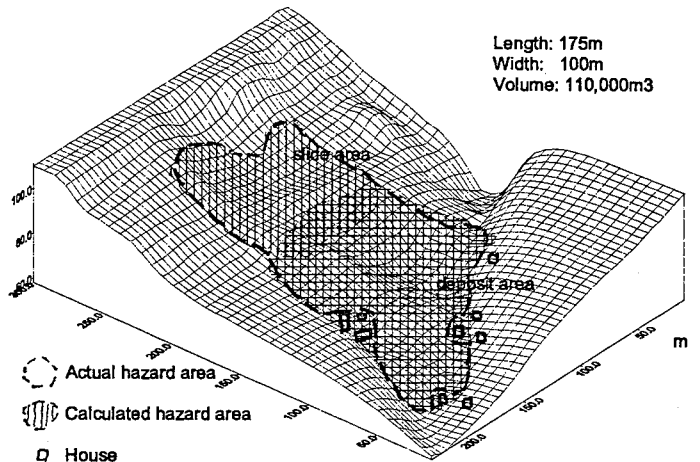 Length: 175m
Width: 100m
Volume: 110,000m3
slide area
deposit area
100.0
80.0
250.0
200.0
150.0
100.0
50.0
50.0
100.0
150.0
200.0
m
Actual hazard area
Calculated hazard area
House